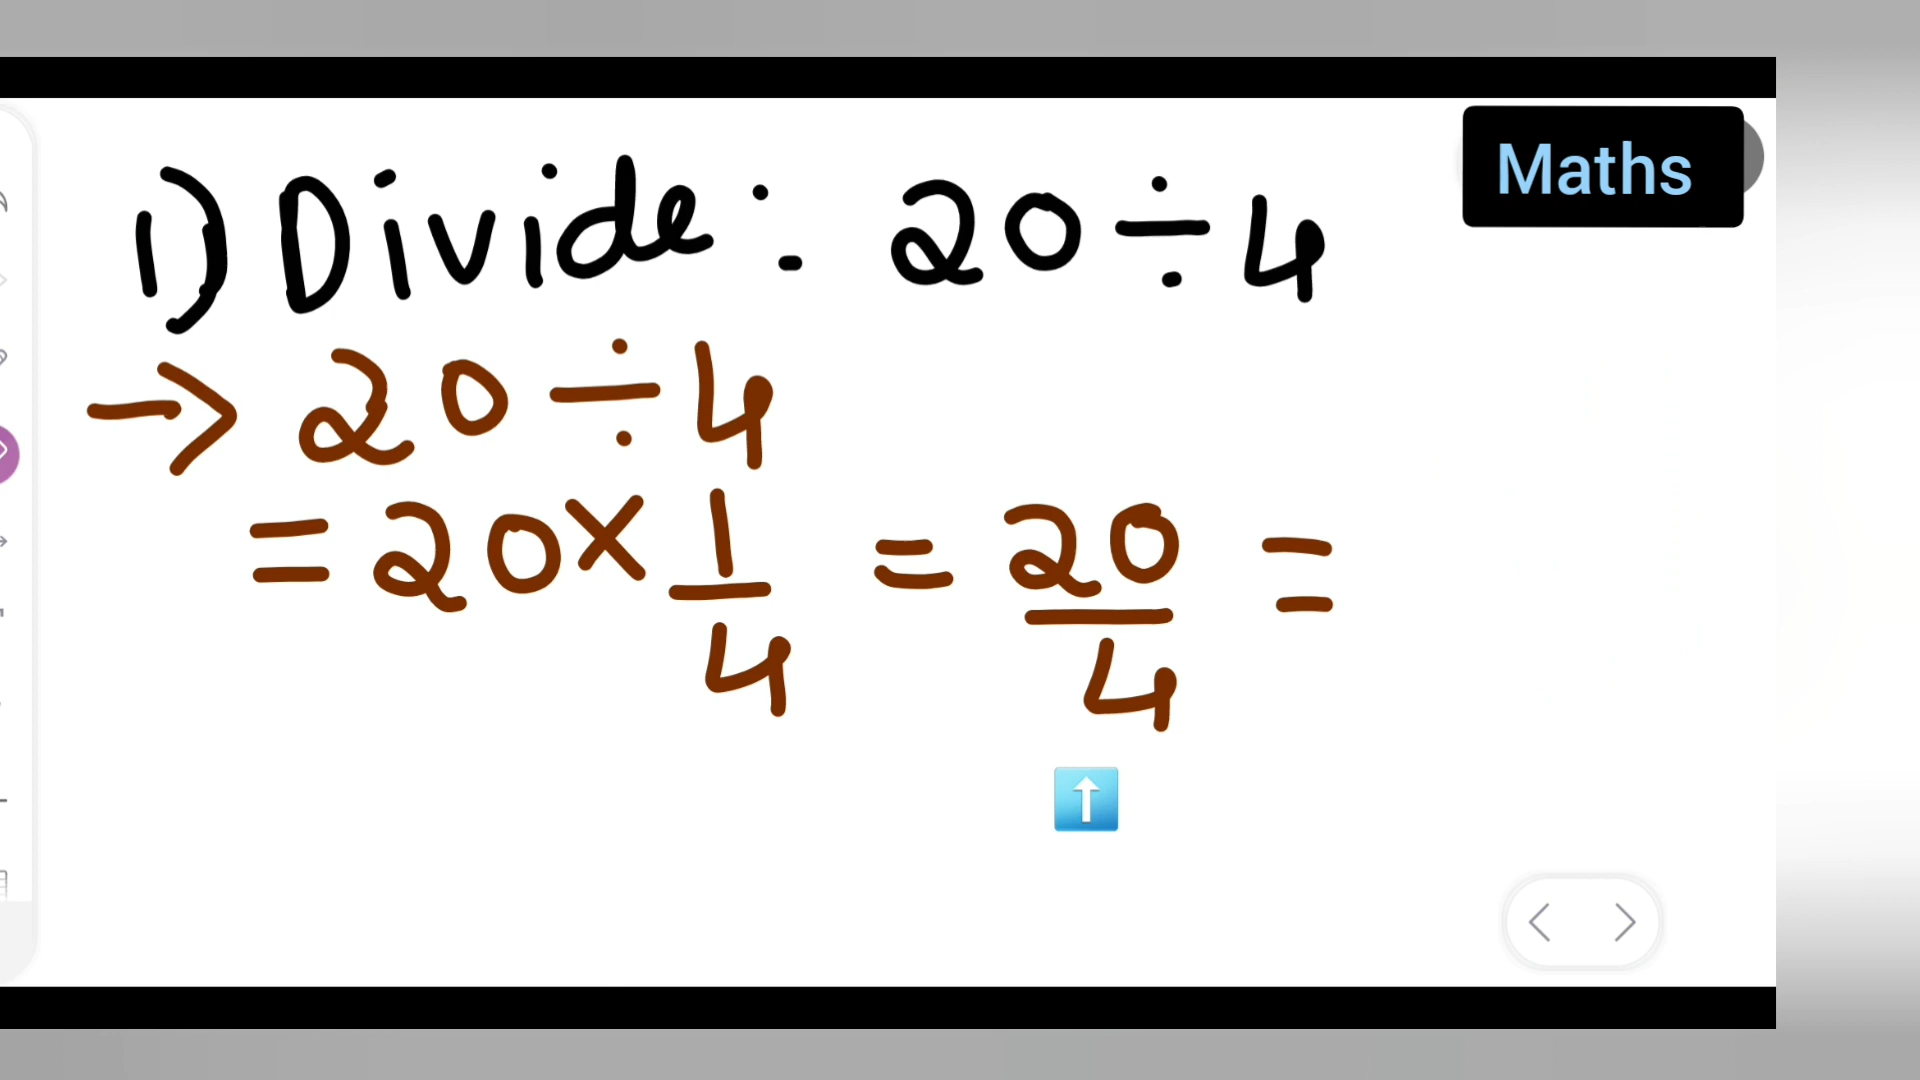 Maths
1) Divide: 20 ÷ 4
→ 20 ÷ 4
= 20 × 1/4 = 20/4 =